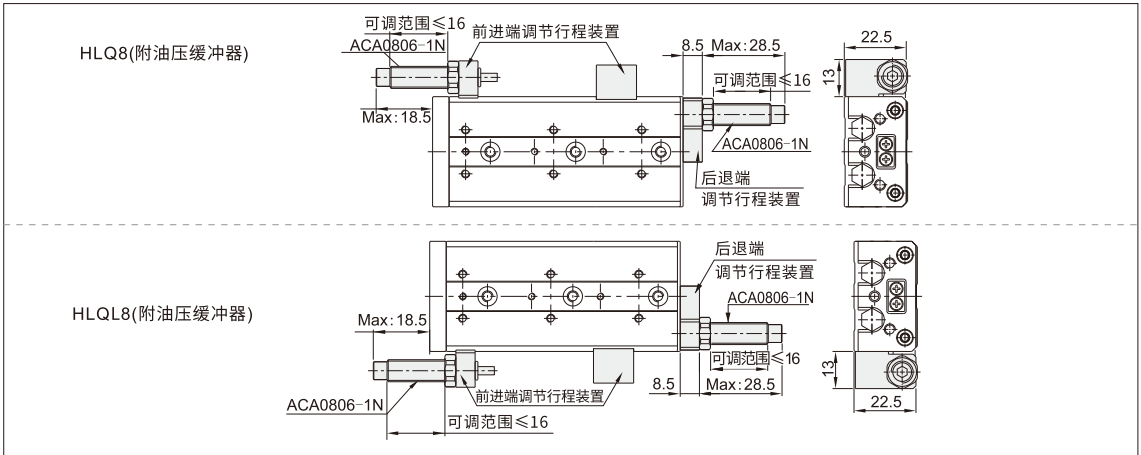 HLQ8(附油压缓冲器)
可调范围≤16
ACA0806-1N
前进端调节行程装置
8.5
Max:28.5
可调范围≤16
Max:18.5
ACA0806-1N
后退端
调节行程装置
22.5
13
HLQL8(附油压缓冲器)
后退端
调节行程装置
ACA0806-1N
Max:18.5
可调范围≤16
8.5
Max:28.5
前进端调节行程装置
ACA0806-1N
可调范围≤16
13
22.5